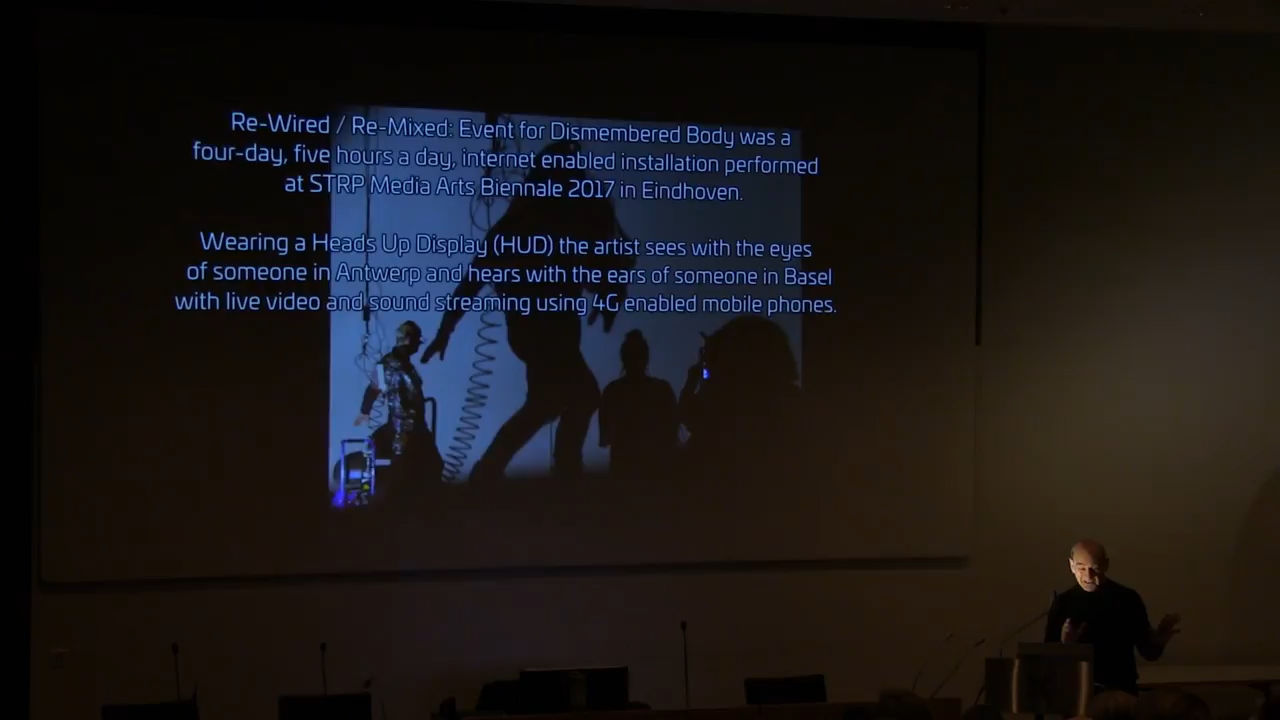 Re-Wired / Re-Mixed: Event for Dismembered Body was a
four-day, five hours a day, internet enabled installation performed
at STRP Media Arts Biennale 2017 in Eindhoven.
Wearing a Heads Up Display (HUD) the artist sees with the eyes
of someone in Antwerp and hears with the ears of someone in Basel
with live video and sound streaming using 4G enabled mobile phones.